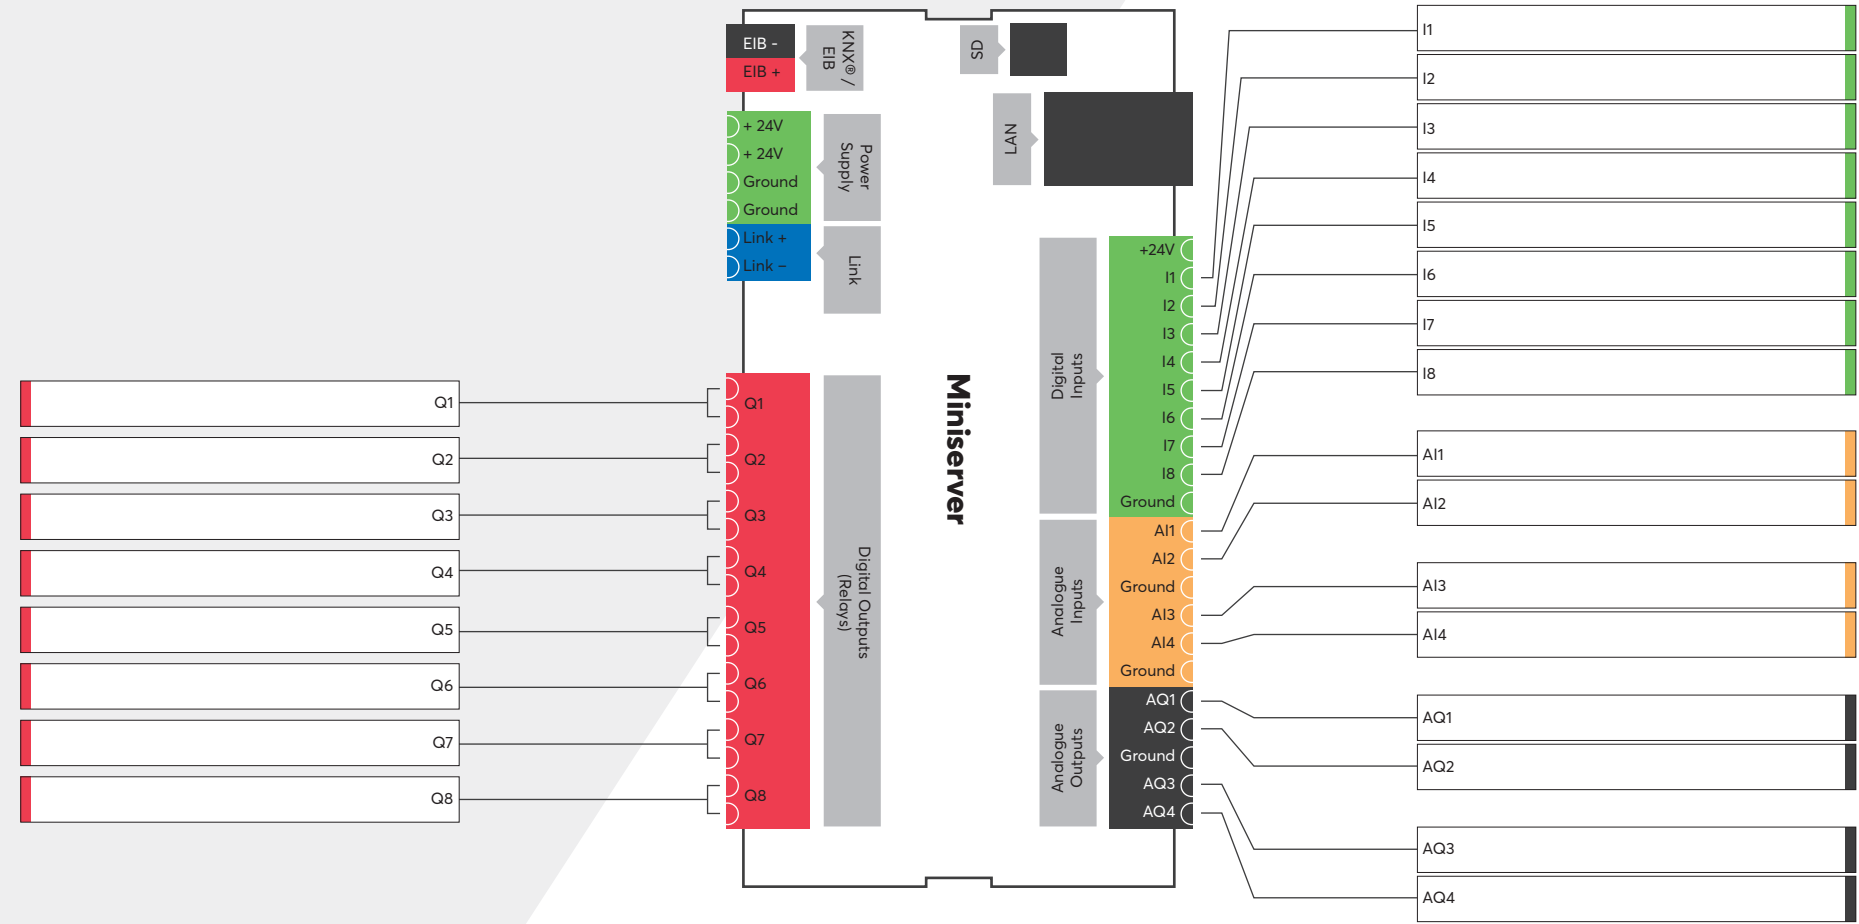 EIB -
EIB +
KNX® /
EIB
+ 24V
+ 24V
Ground
Ground
Power
Supply
Link +
Link –
Link
Q1
Q2
Q3
Q4
Q5
Q6
Q7
Q8
Q1
Q2
Q3
Q4
Q5
Q6
Q7
Q8
Digital Outputs
(Relays)
Miniserver
SD
LAN
Digital
Inputs
+24V
I1
I2
I3
I4
I5
I6
I7
I8
Ground
Analogue
Inputs
AI1
AI2
Ground
AI3
AI4
Ground
Analogue
Outputs
AQ1
AQ2
Ground
AQ3
AQ4
I1
I2
I3
I4
I5
I6
I7
I8
AI1
AI2
AI3
AI4
AQ1
AQ2
AQ3
AQ4